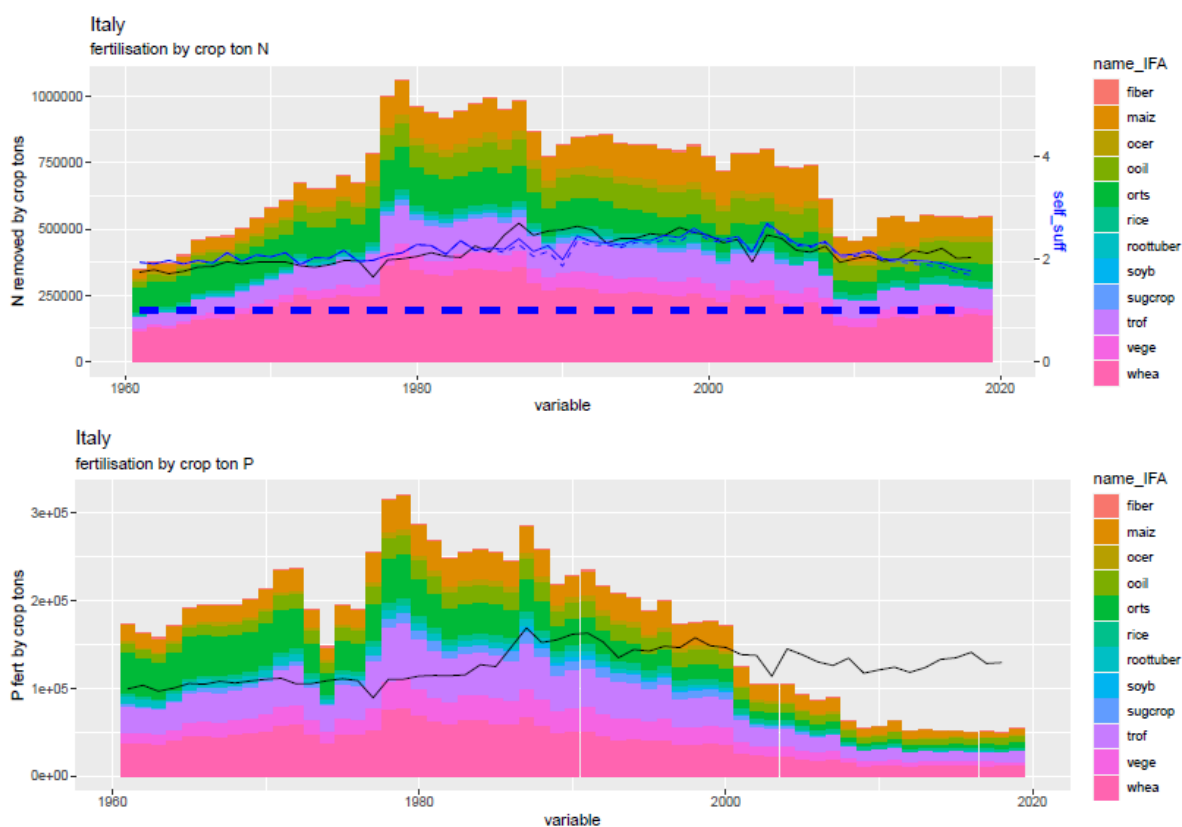 Italy
fertilisation by crop ton N
N removed by crop tons
1000000
750000
500000
250000
0
4
2
0
self_suff
1960
1980
2000
2020
variable
name_IFA
fiber
maiz
ocer
ooil
orts
rice
roottuber
soyb
sugcrop
trof
vege
whea
Italy
fertilisation by crop ton P
P fert by crop tons
3e+05
2e+05
1e+05
0e+00
1960
1980
2000
2020
variable
name_IFA
fiber
maiz
ocer
ooil
orts
rice
roottuber
soyb
sugcrop
trof
vege
whea